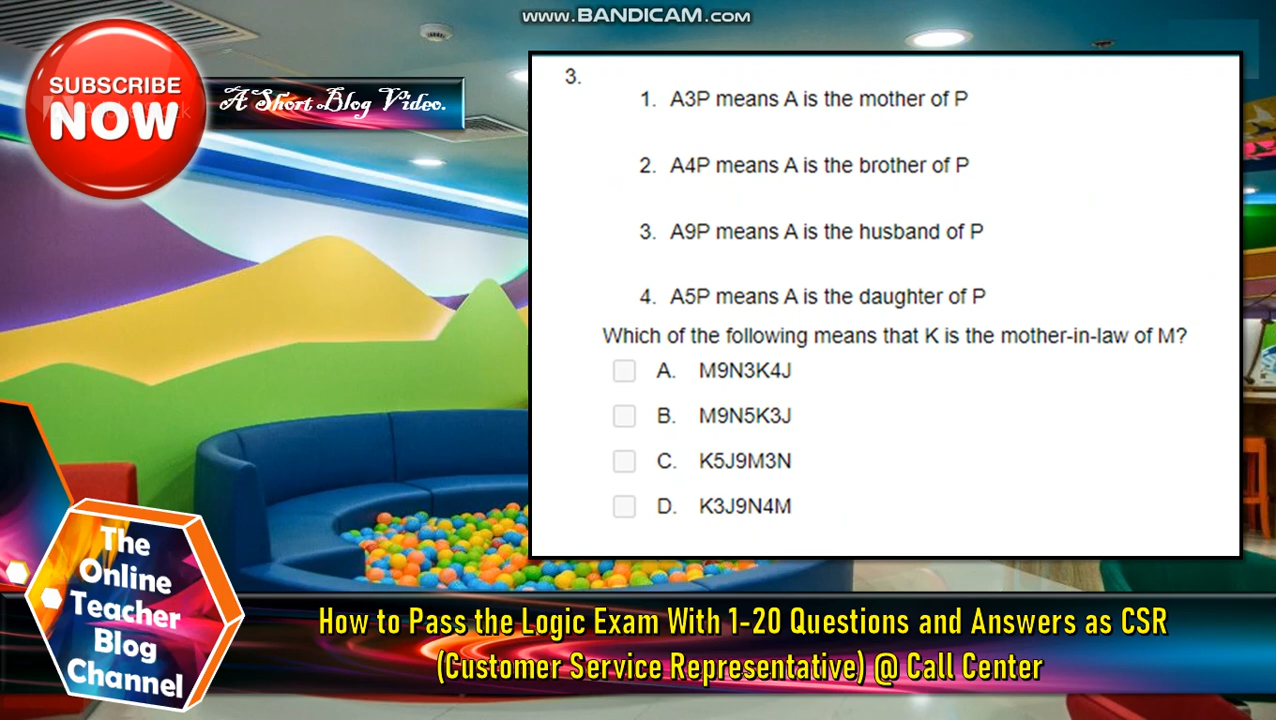 www.BANDICAM.com
SUBSCRIBE
NOW
A Short Blog Video.
3.
1. A3P means A is the mother of P
2. A4P means A is the brother of P
3. A9P means A is the husband of P
4. A5P means A is the daughter of P
Which of the following means that K is the mother-in-law of M?
A. M9N3K4J
B. M9N5K3J
C. K5J9M3N
D. K3J9N4M
The
Online
Teacher
Blog
Channel
How to Pass the Logic Exam With 1-20 Questions and Answers as CSR
(Customer Service Representative) @ Call Center